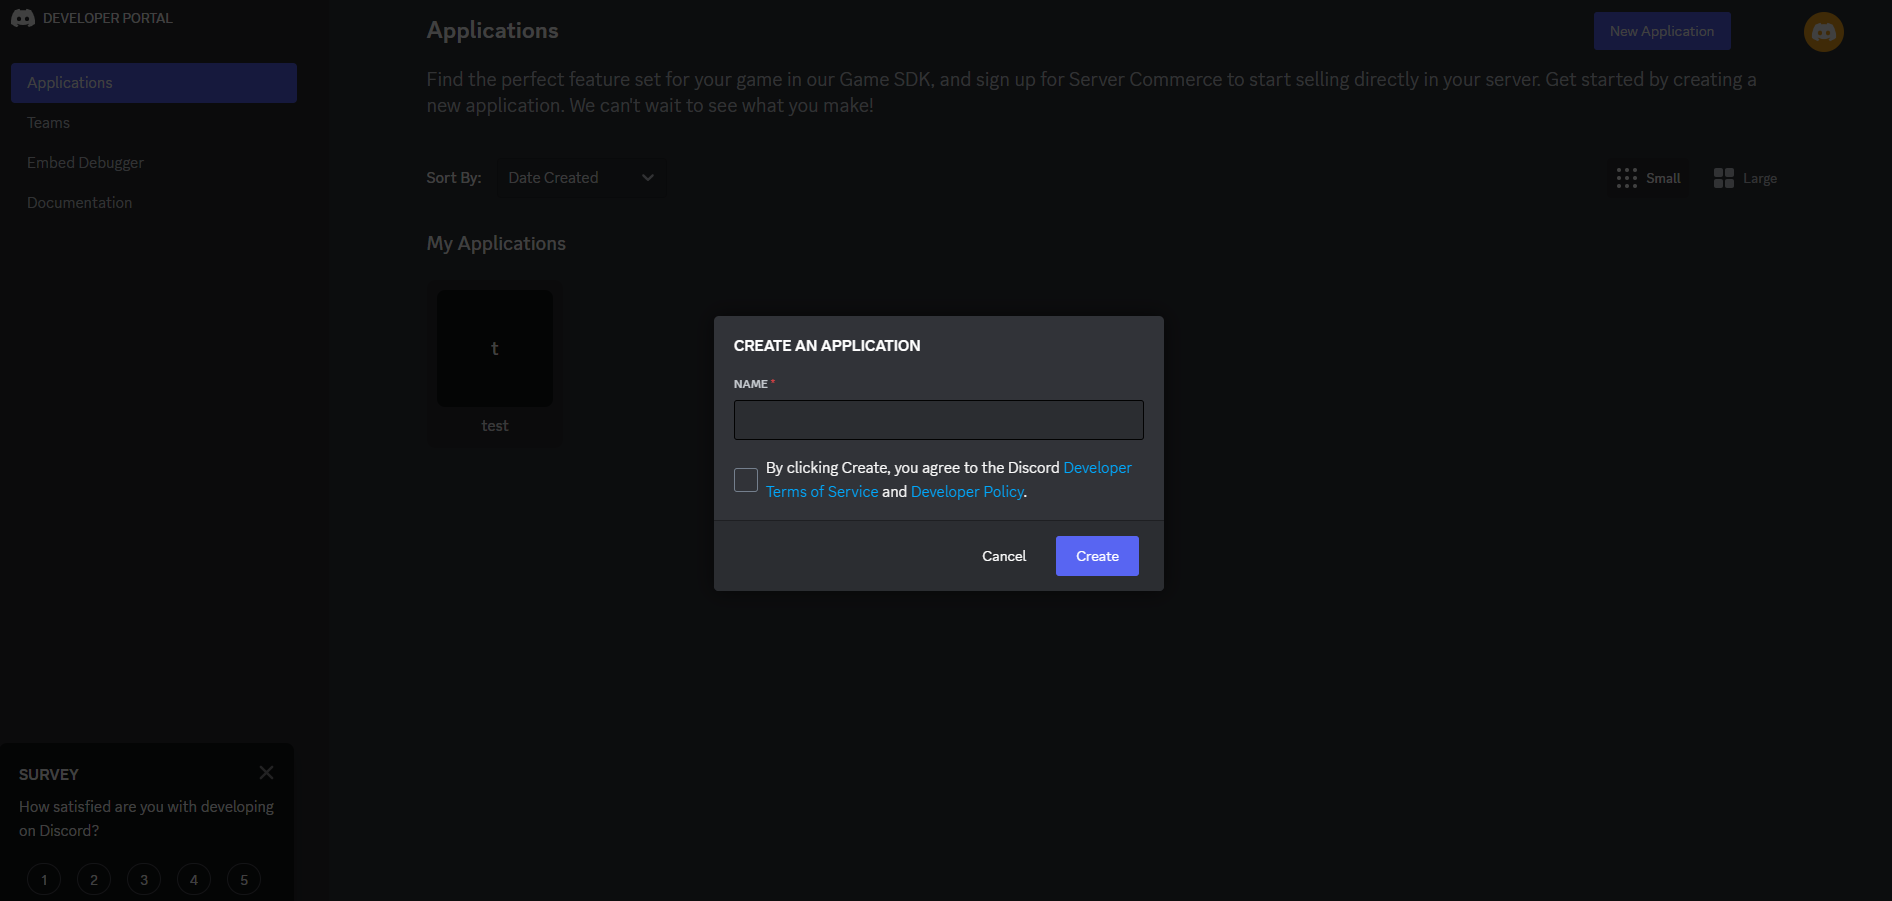 DEVELOPER PORTAL
Applications
Teams
Embed Debugger
Documentation
Applications
New Application
Find the perfect feature set for your game in our Game SDK, and sign up for Server Commerce to start selling directly in your server. Get started by creating a
new application. We can't wait to see what you make!
Sort By: Date Created
Small Large
My Applications
t
test
CREATE AN APPLICATION
NAME *
By clicking Create, you agree to the Discord Developer
Terms of Service and Developer Policy.
Cancel Create
SURVEY
How satisfied are you with developing
on Discord?
1 2 3 4 5